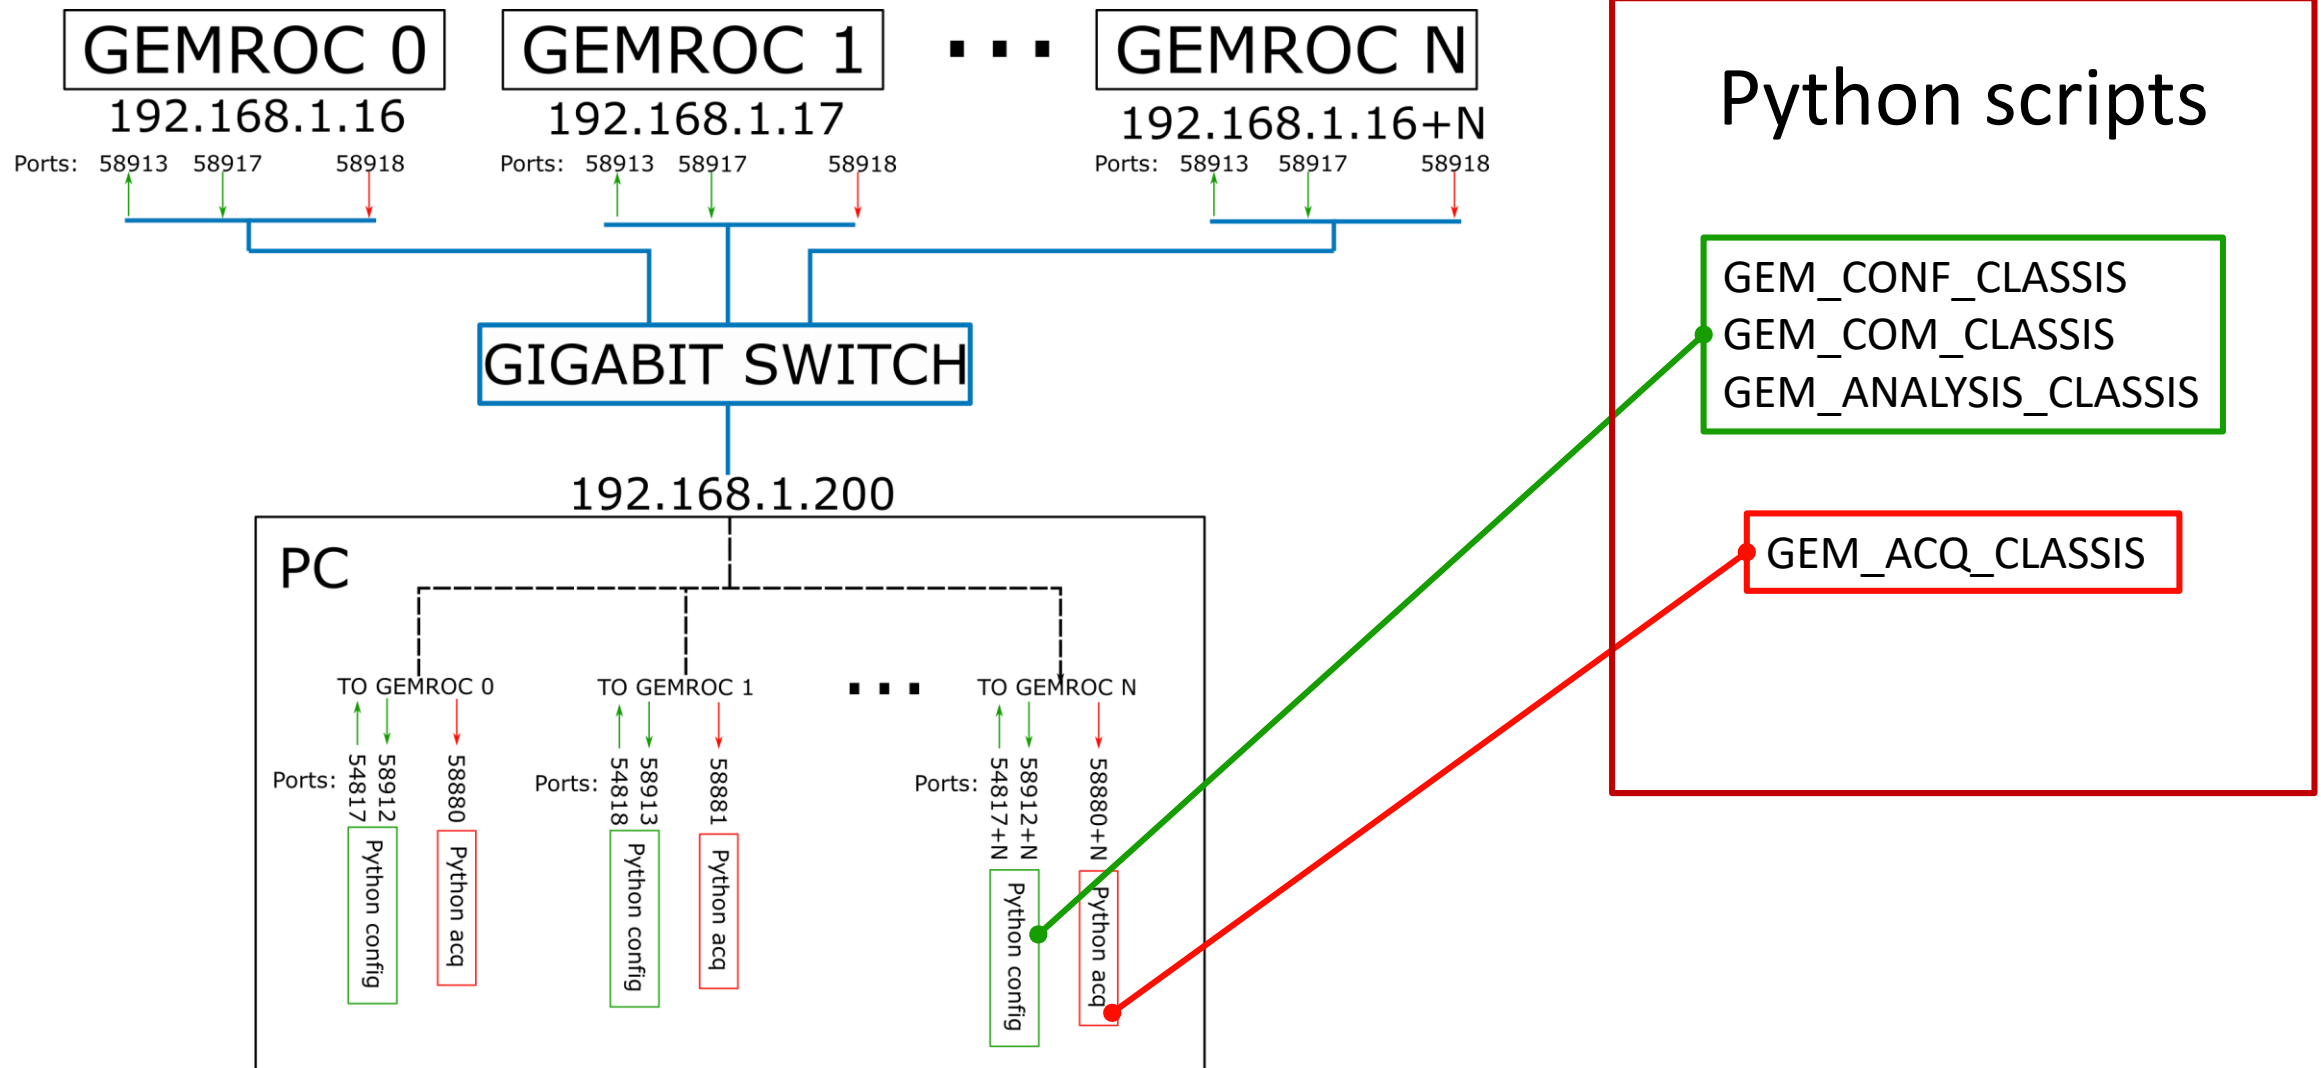 GEMROC 0
192.168.1.16
Ports: 58913 58917 58918
GEMROC 1
192.168.1.17
Ports: 58913 58917 58918
GEMROC N
192.168.1.16+N
Ports: 58913 58917 58918
GIGABIT SWITCH
192.168.1.200
PC
TO GEMROC 0
Ports:
54817
58912
58880
Python config
Python acq
TO GEMROC 1
Ports:
54818
58913
58881
Python config
Python acq
TO GEMROC N
Ports:
54817+N
58912+N
58880+N
Python config
Python acq
Python scripts
GEM_CONF_CLASSIS
GEM_COM_CLASSIS
GEM_ANALYSIS_CLASSIS
GEM_ACQ_CLASSIS